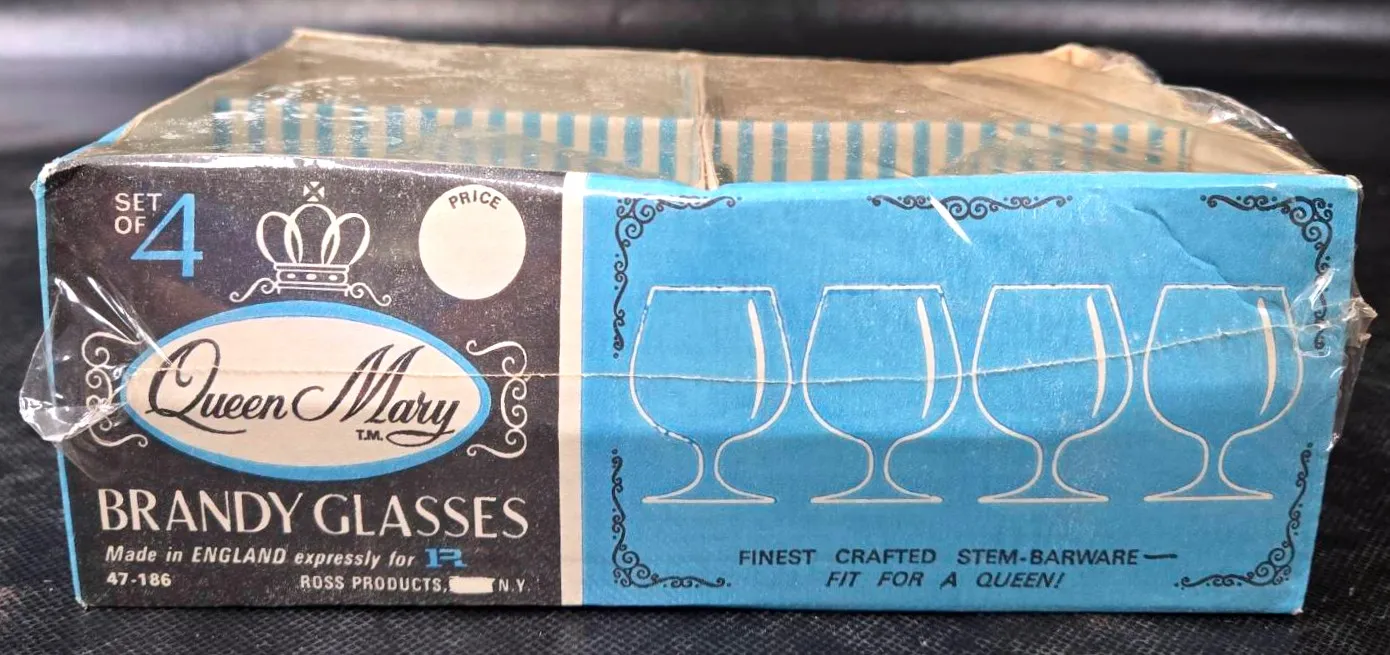 SET
OF 4
PRICE
Queen Mary
T.M.
BRANDY GLASSES
Made in ENGLAND expressly for R
47-186
ROSS PRODUCTS, N.Y.
FINEST CRAFTED STEM-BARWARE—
FIT FOR A QUEEN!